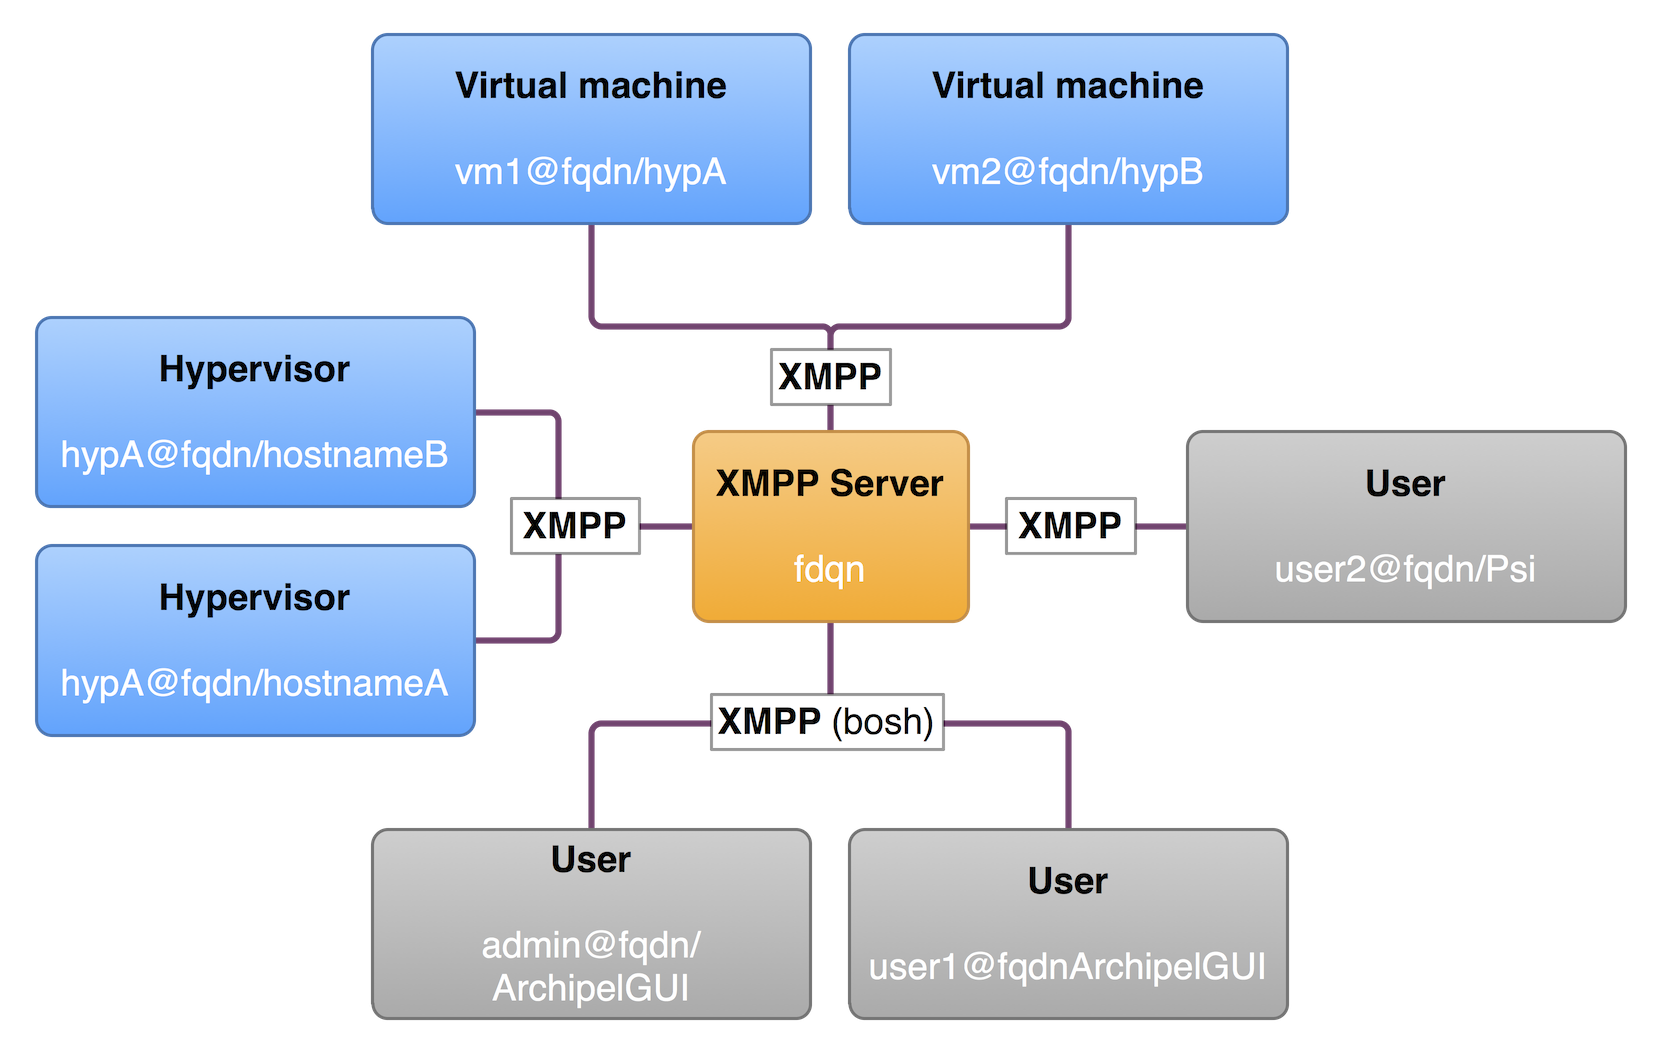 Virtual machine
vm1@fqdn/hypA
Virtual machine
vm2@fqdn/hypB
Hypervisor
hypA@fqdn/hostnameB
XMPP
XMPP
XMPP Server
fdqn
XMPP
User
user2@fqdn/Psi
Hypervisor
hypA@fqdn/hostnameA
XMPP (bosh)
User
admin@fqdn/
ArchipelGUI
User
user1@fqdnArchipelGUI